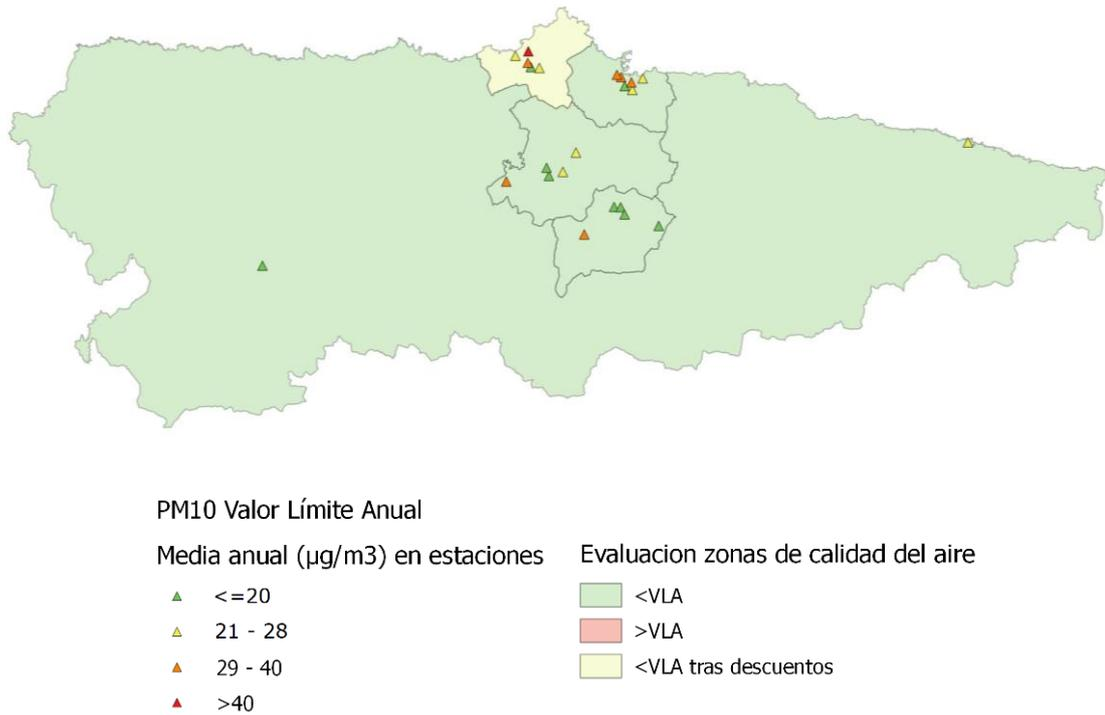 PM10 Valor Límite Anual
Media anual (µg/m3) en estaciones
<=20
21 - 28
29 - 40
>40
Evaluacion zonas de calidad del aire
<VLA
>VLA
<VLA tras descuentos